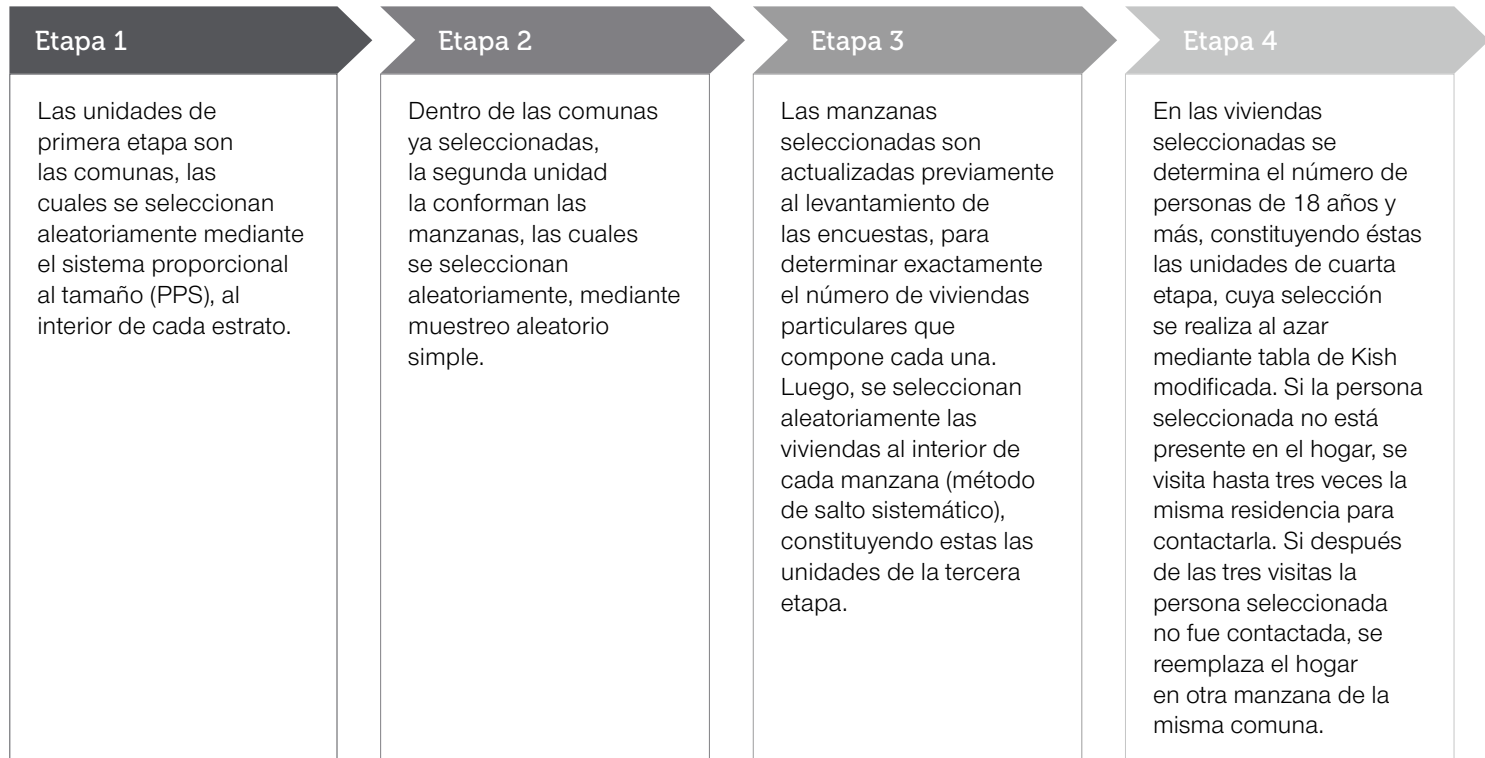 Etapa 1
Las unidades de
primera etapa son
las comunas, las
cuales se seleccionan
aleatoriamente mediante
el sistema proporcional
al tamaño (PPS), al
interior de cada estrato.
Etapa 2
Dentro de las comunas
ya seleccionadas,
la segunda unidad
la conforman las
manzanas, las cuales
se seleccionan
aleatoriamente, mediante
muestreo aleatorio
simple.
Etapa 3
Las manzanas
seleccionadas son
actualizadas previamente
al levantamiento de
las encuestas, para
determinar exactamente
el número de viviendas
particulares que
compone cada una.
Luego, se seleccionan
aleatoriamente las
viviendas al interior de
cada manzana (método
de salto sistemático),
constituyendo estas las
unidades de la tercera
etapa.
Etapa 4
En las viviendas
seleccionadas se
determina el número de
personas de 18 años y
más, constituyendo éstas
las unidades de cuarta
etapa, cuya selección
se realiza al azar
mediante tabla de Kish
modificada. Si la persona
seleccionada no está
presente en el hogar, se
visita hasta tres veces la
misma residencia para
contactarla. Si después
de las tres visitas la
persona seleccionada
no fue contactada, se
reemplaza el hogar
en otra manzana de la
misma comuna.